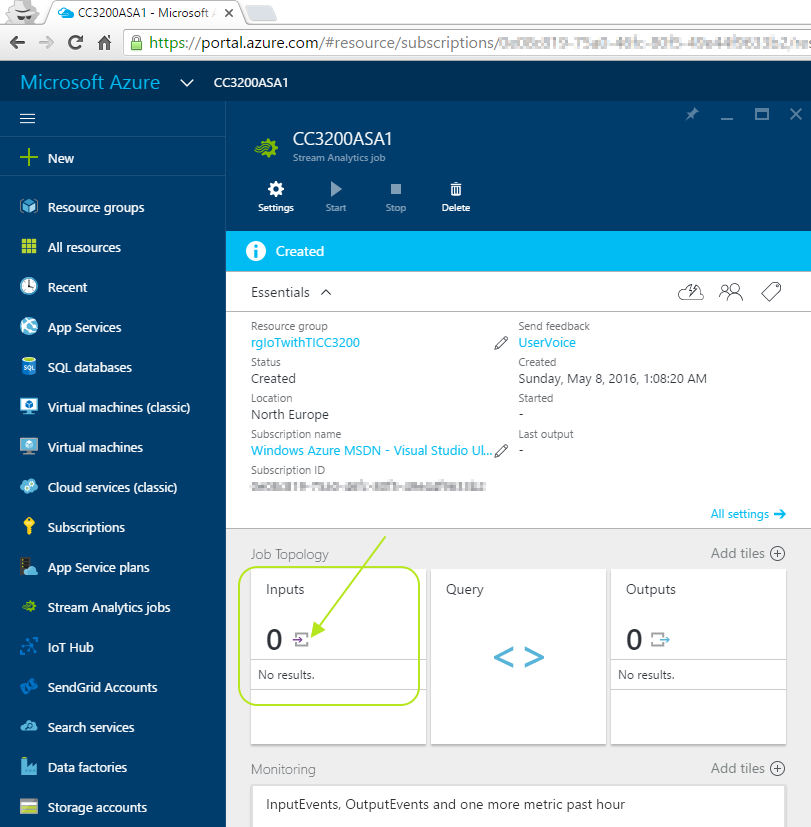 CC3200ASA1 - Microsoft A
https://portal.azure.com/#resource/subscriptions/
Microsoft Azure
CC3200ASA1
New
Resource groups
All resources
Recent
App Services
SQL databases
Virtual machines (classic)
Virtual machines
Cloud services (classic)
Subscriptions
App Service plans
Stream Analytics jobs
IoT Hub
SendGrid Accounts
Search services
Data factories
Storage accounts
CC3200ASA1
Stream Analytics job
Settings
Start
Stop
Delete
Created
Essentials
Resource group
rgIoTwithTICC3200
Status
Created
Location
North Europe
Subscription name
Windows Azure MSDN - Visual Studio Ul...
Subscription ID
Send feedback
UserVoice
Created
Sunday, May 8, 2016, 1:08:20 AM
Started
-
Last output
-
All settings
Job Topology
Add tiles
Inputs
0
No results.
Query
< >
Outputs
0
No results.
Monitoring
Add tiles
InputEvents, OutputEvents and one more metric past hour